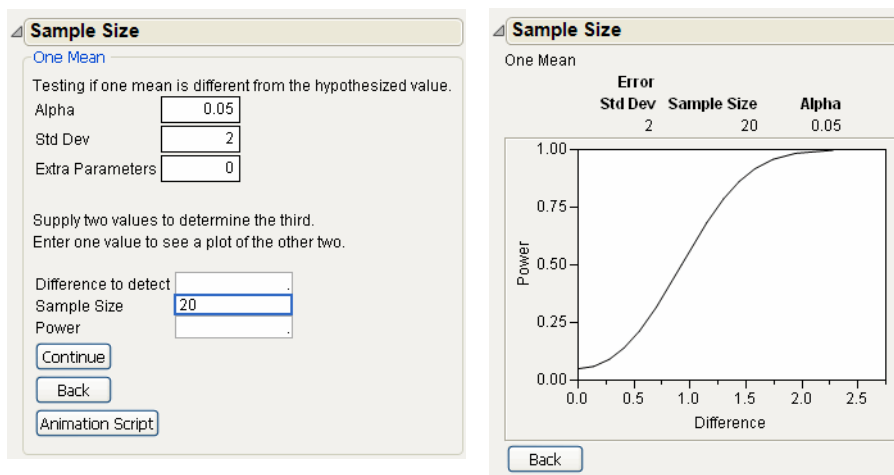 Sample Size
One Mean
Testing if one mean is different from the hypothesized value.
Alpha 0.05
Std Dev 2
Extra Parameters 0
Supply two values to determine the third.
Enter one value to see a plot of the other two.
Difference to detect .
Sample Size 20
Power .
Continue
Back
Animation Script
Sample Size
One Mean
Error
Std Dev Sample Size Alpha
2 20 0.05
1.00
0.75
0.50
0.25
0.00
Power
0.0 0.5 1.0 1.5 2.0 2.5
Difference
Back